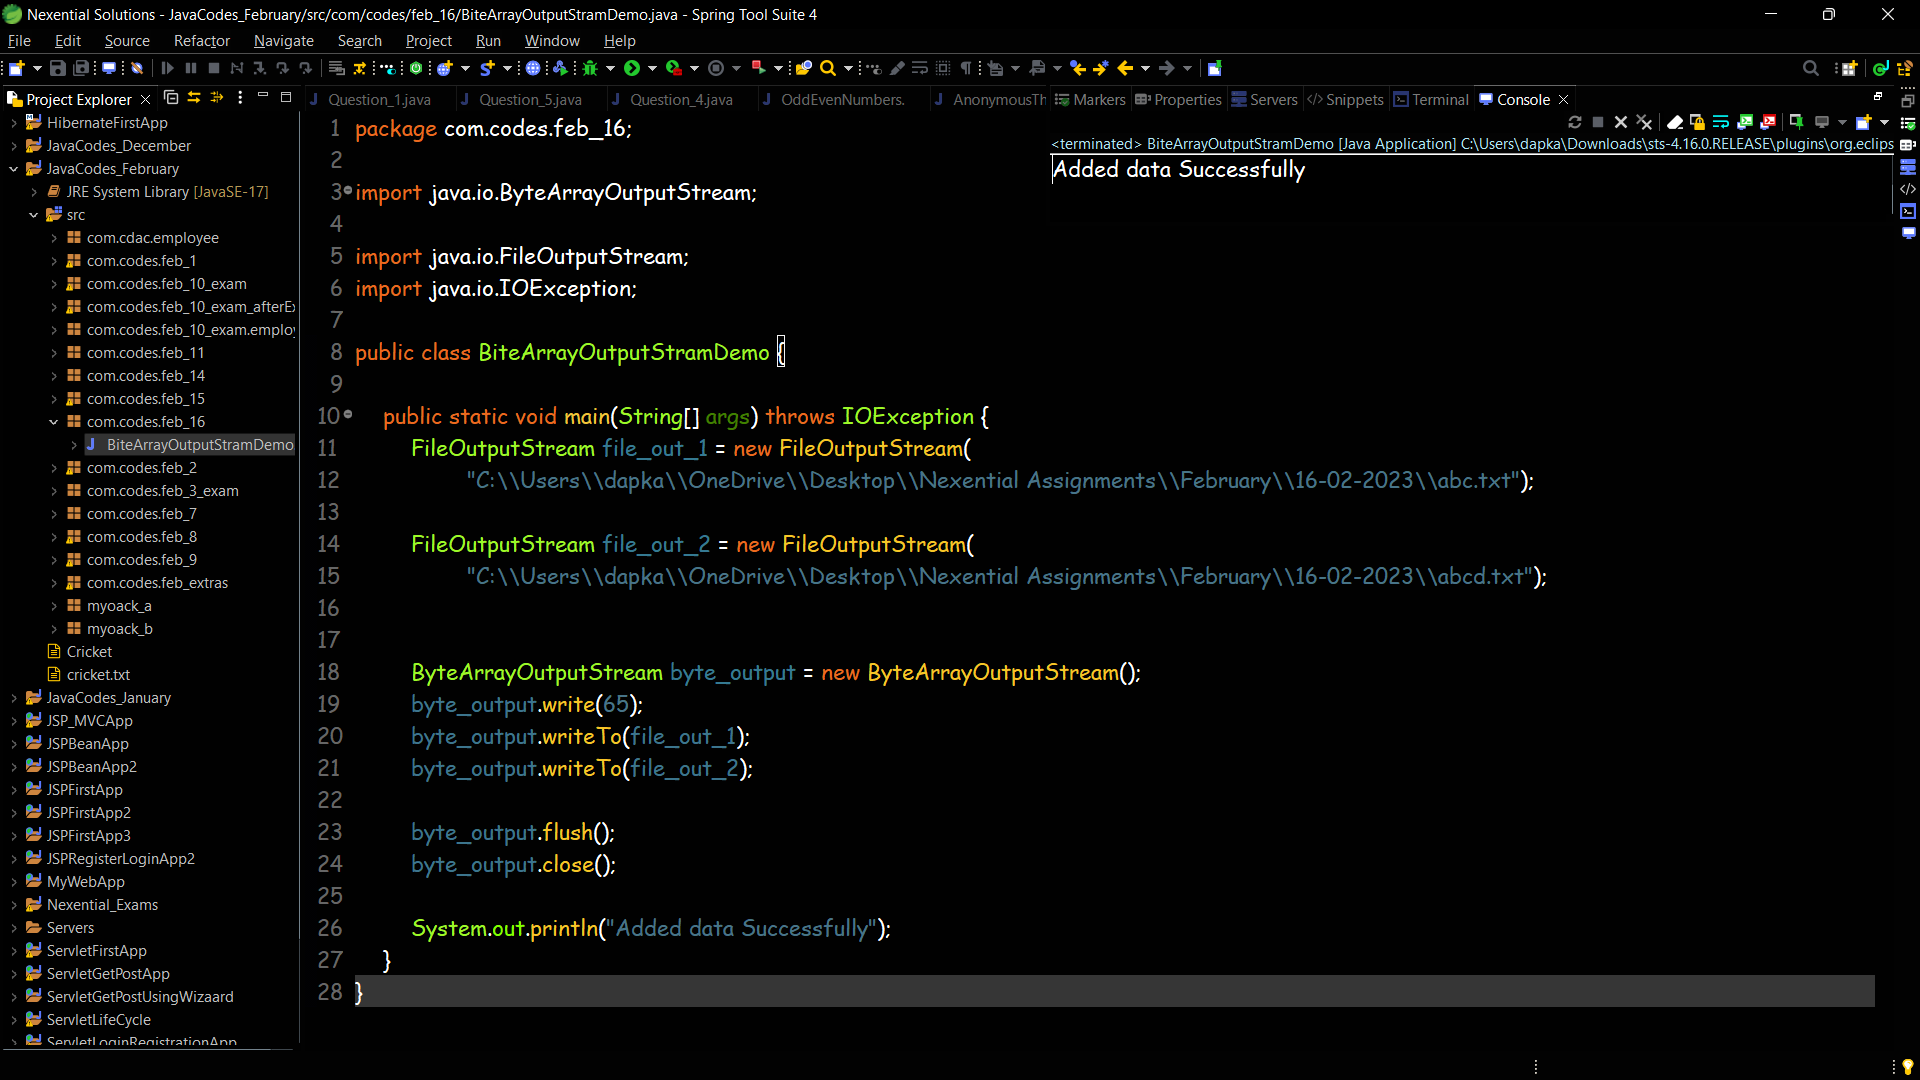 Nexential Solutions - JavaCodes_February/src/com/codes/feb_16/BiteArrayOutputStramDemo.java - Spring Tool Suite 4
File Edit Source Refactor Navigate Search Project Run Window Help
Project Explorer
Question_1.java Question_5.java Question_4.java OddEvenNumbers. AnonymousTh
Markers Properties Servers Snippets Terminal Console
HibernateFirstApp
JavaCodes_December
JavaCodes_February
JRE System Library [JavaSE-17]
src
com.cdac.employee
com.codes.feb_1
com.codes.feb_10_exam
com.codes.feb_10_exam_afterEx
com.codes.feb_10_exam.employ
com.codes.feb_11
com.codes.feb_14
com.codes.feb_15
com.codes.feb_16
BiteArrayOutputStramDemo
com.codes.feb_2
com.codes.feb_3_exam
com.codes.feb_7
com.codes.feb_8
com.codes.feb_9
com.codes.feb_extras
myoack_a
myoack_b
Cricket
cricket.txt
JavaCodes_January
JSP_MVCApp
JSPBeanApp
JSPBeanApp2
JSPFirstApp
JSPFirstApp2
JSPFirstApp3
JSPRegisterLoginApp2
MyWebApp
Nexential_Exams
Servers
ServletFirstApp
ServletGetPostApp
ServletGetPostUsingWizaard
ServletLifeCycle
ServletLoginRegistrationApp
1 package com.codes.feb_16;
2
3 import java.io.ByteArrayOutputStream;
4
5 import java.io.FileOutputStream;
6 import java.io.IOException;
7
8 public class BiteArrayOutputStramDemo {
9
10 public static void main(String[] args) throws IOException {
11 FileOutputStream file_out_1 = new FileOutputStream(
12 "C:\\Users\\dapka\\OneDrive\\Desktop\\Nexential Assignments\\February\\16-02-2023\\abc.txt");
13
14 FileOutputStream file_out_2 = new FileOutputStream(
15 "C:\\Users\\dapka\\OneDrive\\Desktop\\Nexential Assignments\\February\\16-02-2023\\abcd.txt");
16
17
18 ByteArrayOutputStream byte_output = new ByteArrayOutputStream();
19 byte_output.write(65);
20 byte_output.writeTo(file_out_1);
21 byte_output.writeTo(file_out_2);
22
23 byte_output.flush();
24 byte_output.close();
25
26 System.out.println("Added data Successfully");
27 }
28 }
<terminated> BiteArrayOutputStramDemo [Java Application] C:\Users\dapka\Downloads\sts-4.16.0.RELEASE\plugins\org.eclips
Added data Successfully